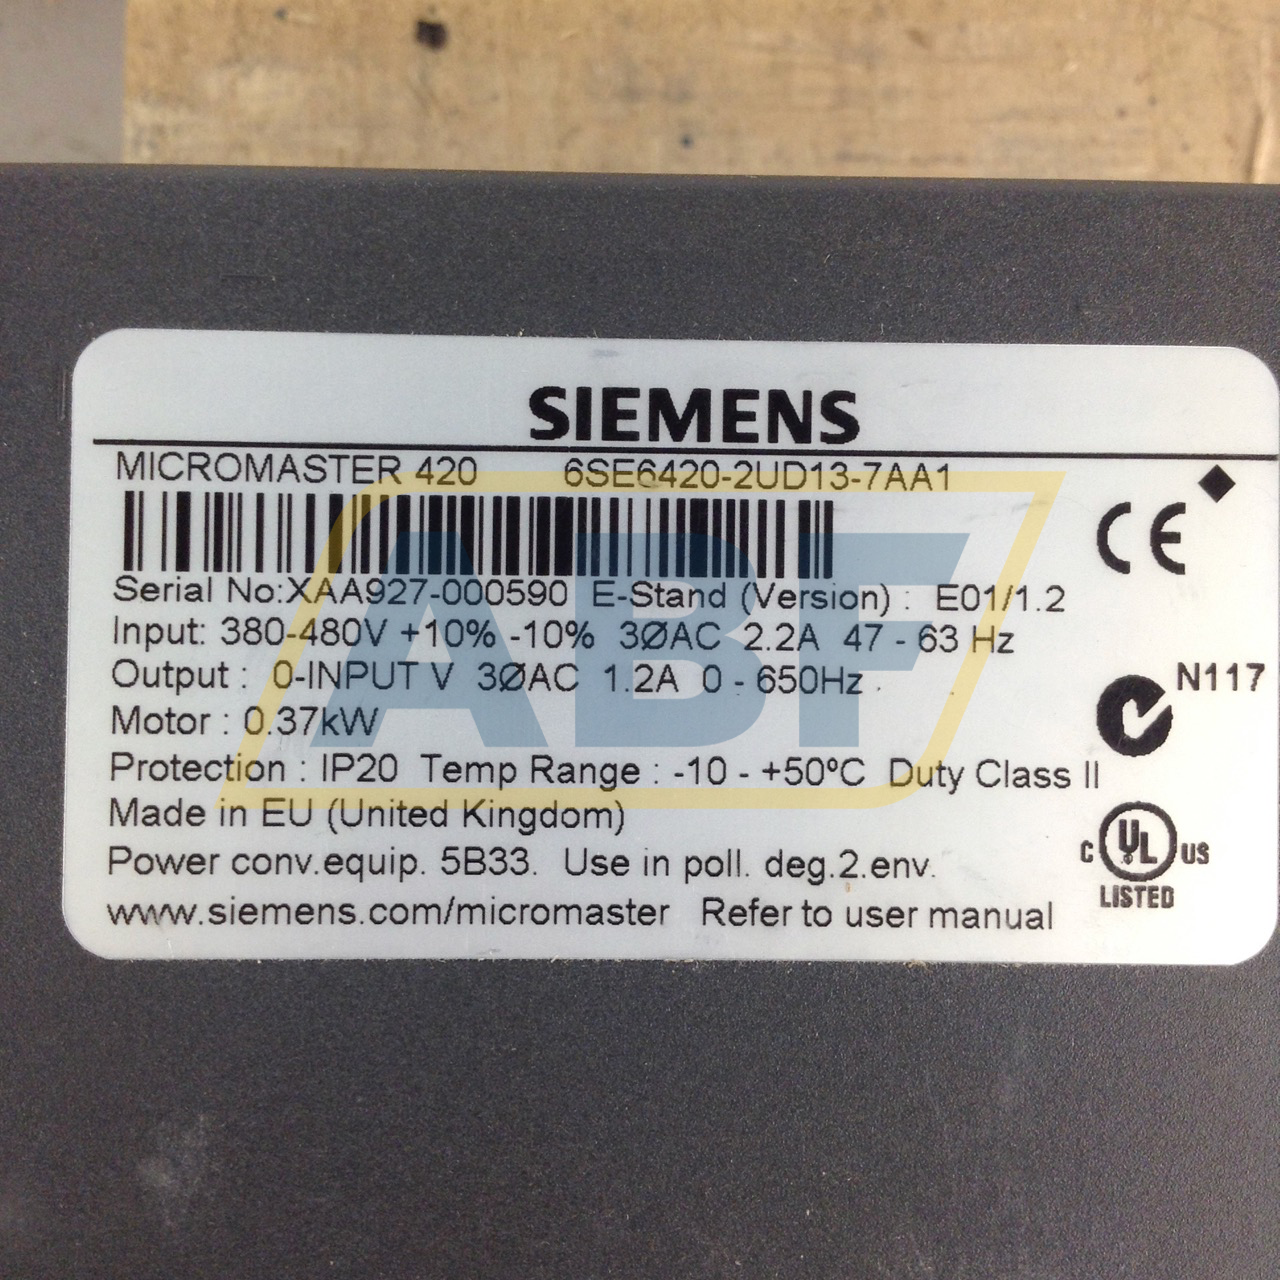 SIEMENS
MICROMASTER 420 6SE6420-2UD13-7AA1
CE
Serial No:XAA927-000590 E-Stand (Version) : E01/1.2
Input: 380-480V +10% -10% 3ØAC 2.2A 47 - 63 Hz
Output : 0-INPUT V 3ØAC 1.2A 0 - 650Hz
N117
Motor : 0.37kW
Protection : IP20 Temp Range : -10 - +50ºC Duty Class II
Made in EU (United Kingdom)
Power conv.equip. 5B33. Use in poll. deg.2.env.
C UL US
LISTED
www.siemens.com/micromaster Refer to user manual
ABF